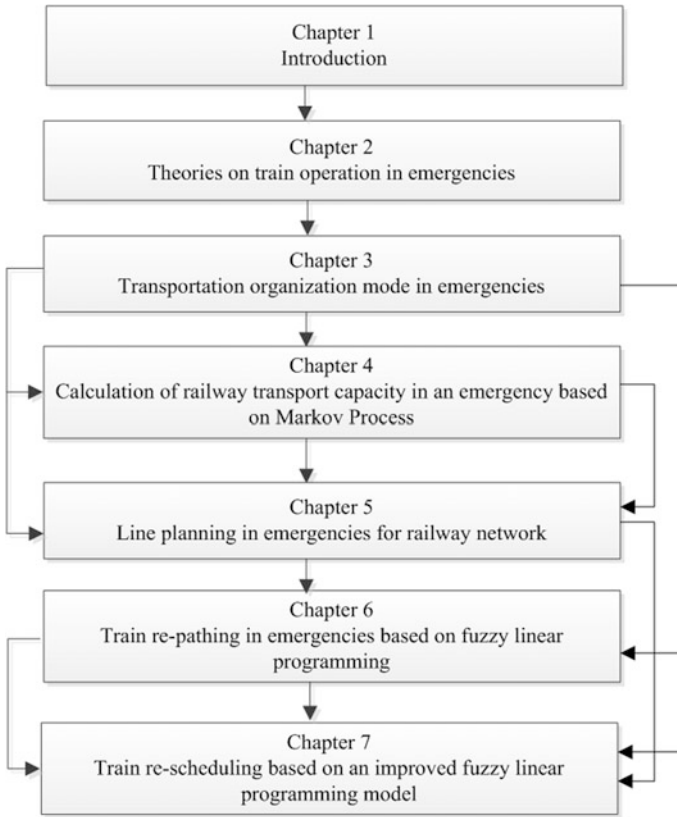 Chapter 1
Introduction
Chapter 2
Theories on train operation in emergencies
Chapter 3
Transportation organization mode in emergencies
Chapter 4
Calculation of railway transport capacity in an emergency based
on Markov Process
Chapter 5
Line planning in emergencies for railway network
Chapter 6
Train re-pathing in emergencies based on fuzzy linear
programming
Chapter 7
Train re-scheduling based on an improved fuzzy linear
programming model